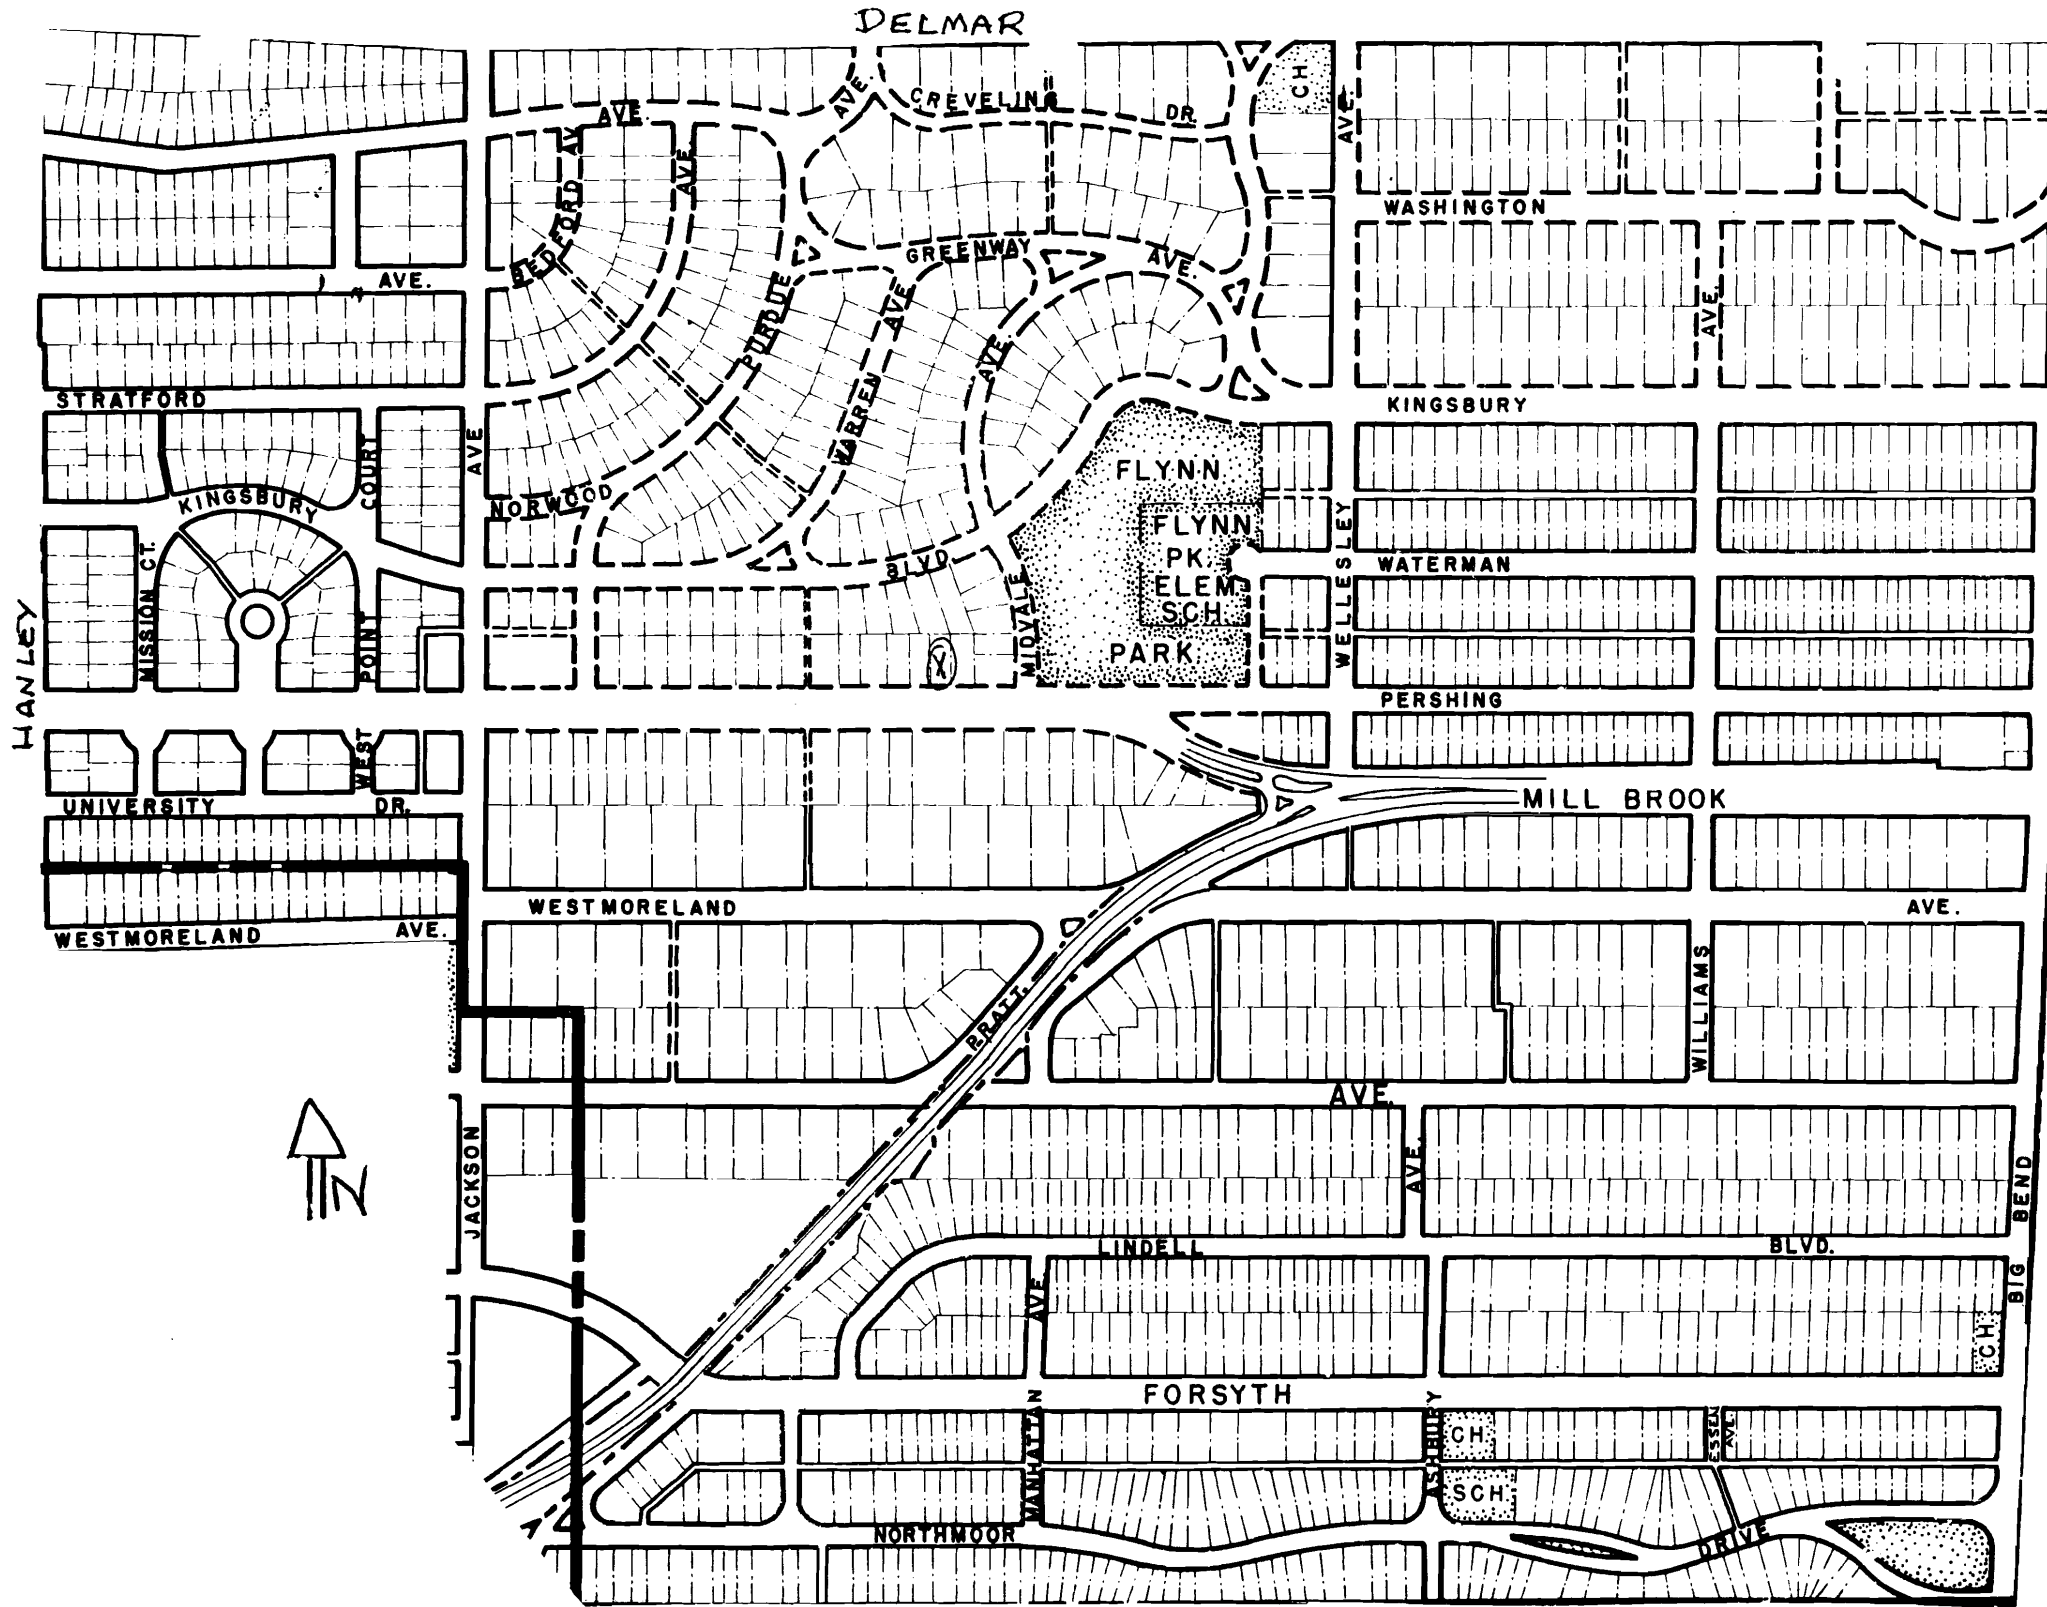 DELMAR
CH
AVE.
CREVELING
DR.
AVE.
AVE.
AVE.
BEDFORD AV
WASHINGTON
GREENWAY
AVE.
AVE.
PURDUE
AVE.
AVE.
AVE.
STRATFORD
KINGSBURY
WARREN
COURT
AVE
FLYNN
KINGSBURY
NORWOOD
FLYNN
PK.
ELEM.
SCH.
PARK
WELLESLEY
WATERMAN
MISSION CT.
BLVD
MIDVALE
HANLEY
POINT
X
PERSHING
WEST
UNIVERSITY
DR.
MILL BROOK
WESTMORELAND
AVE.
WESTMORELAND
AVE.
PRATT.
WILLIAMS
AVE.
N
JACKSON
AVE.
BIG BEND
LINDELL
BLVD.
AVE
CH.
FORSYTH
MANHATTAN
ASHBURY
CH.
ESSEN
AVE.
SCH.
NORTHMOOR
DRIVE